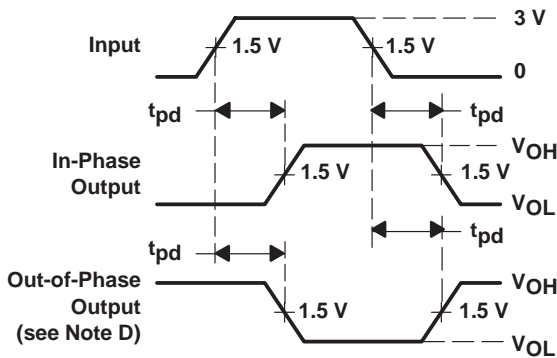 3 V
Input
1.5 V
1.5 V
0
tpd
tpd
VOH
In-Phase
Output
1.5 V
1.5 V
VOL
tpd
tpd
Out-of-Phase
Output
(see Note D)
VOH
1.5 V
1.5 V
VOL